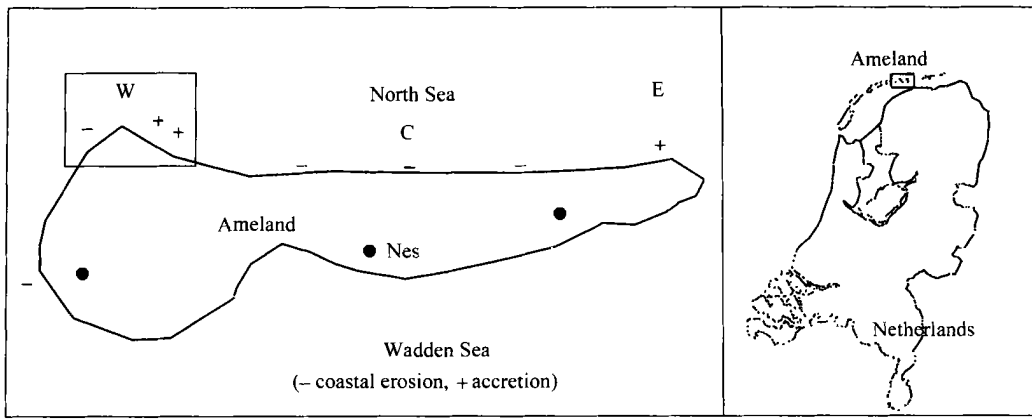 W
North Sea
E
–
+
+
C
–
–
–
+
Ameland
Nes
–
Wadden Sea
(– coastal erosion, + accretion)
Ameland
Netherlands